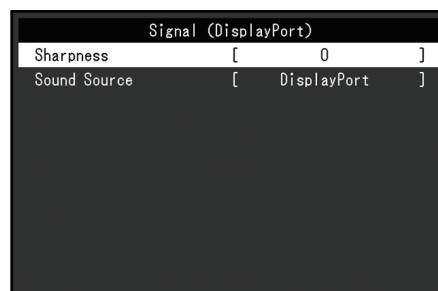 Signal (DisplayPort)
Sharpness [ 0 ]
Sound Source [ DisplayPort ]